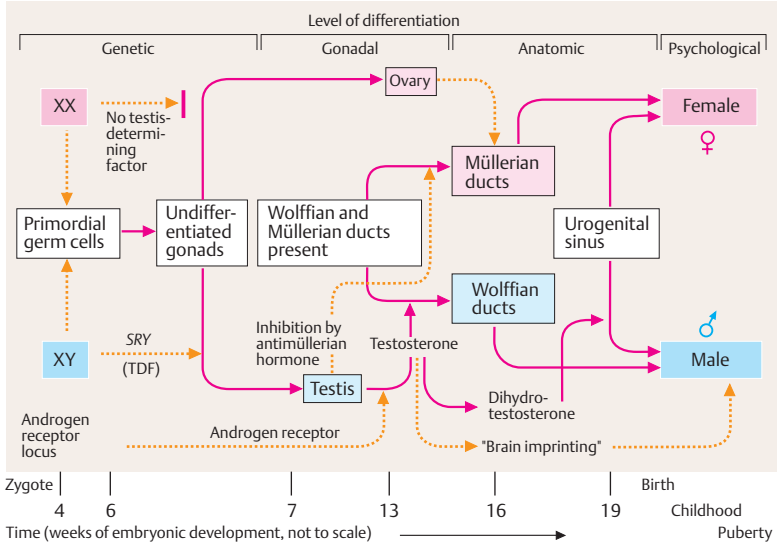 Level of differentiation
Genetic
Gonadal
Anatomic
Psychological
XX
No testis-
determi-
ning
factor
Ovary
Female
♀
Müllerian
ducts
Primordial
germ cells
Undiffer-
entiated
gonads
Wolffian and
Müllerian ducts
present
Urogenital
sinus
Wolffian
ducts
♂
XY
SRY
(TDF)
Inhibition by
antimüllerian
hormone
Testosterone
Male
Testis
Dihydro-
testosterone
Androgen
receptor
locus
Androgen receptor
"Brain imprinting"
Zygote
Birth
4
6
7
13
16
19
Childhood
Time (weeks of embryonic development, not to scale)
Puberty